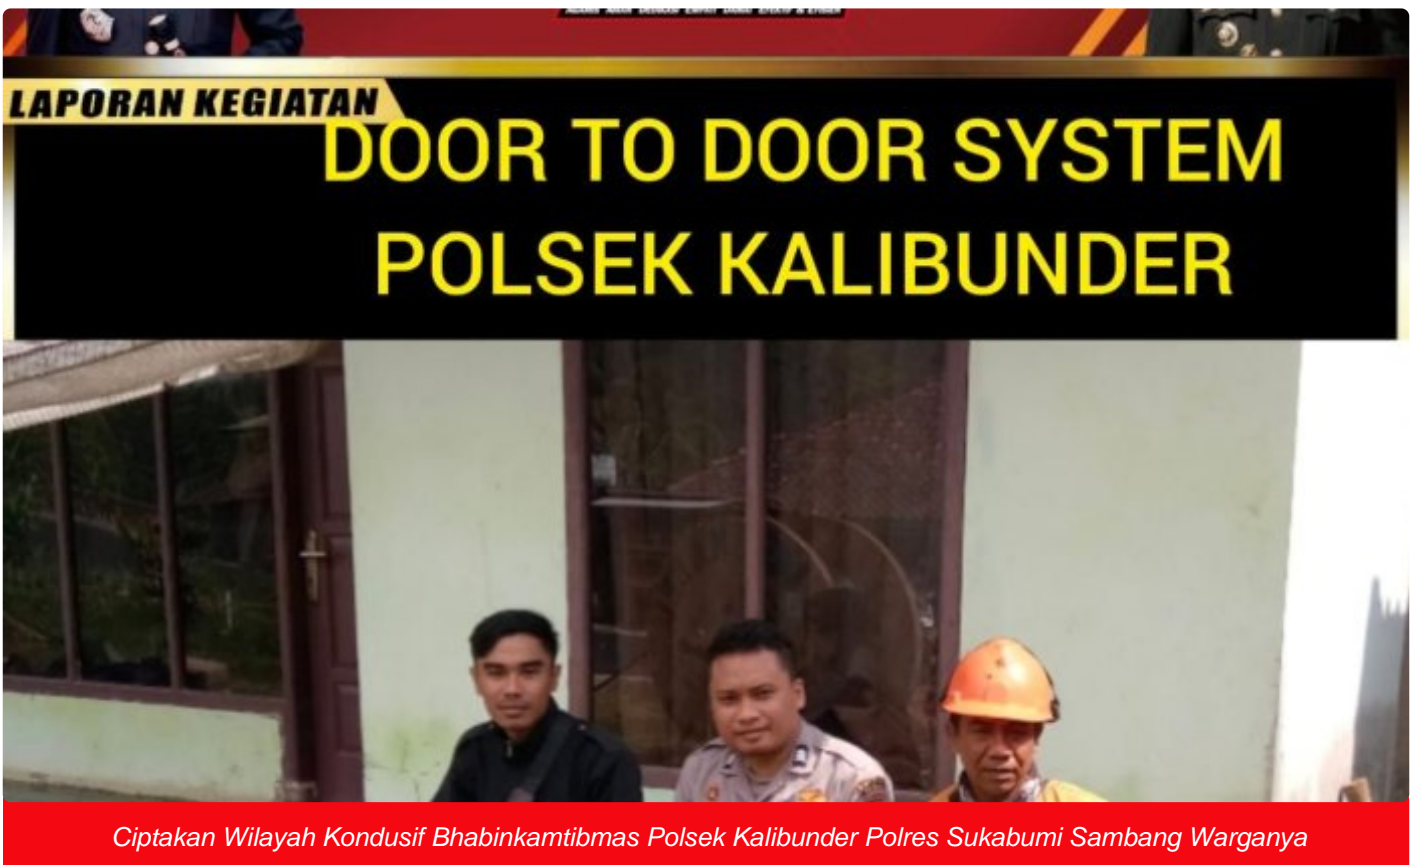 LAPORAN KEGIATAN
DOOR TO DOOR SYSTEM
POLSEK KALIBUNDER
Ciptakan Wilayah Kondusif Bhabinkamtibmas Polsek Kalibunder Polres Sukabumi Sambang Warganya